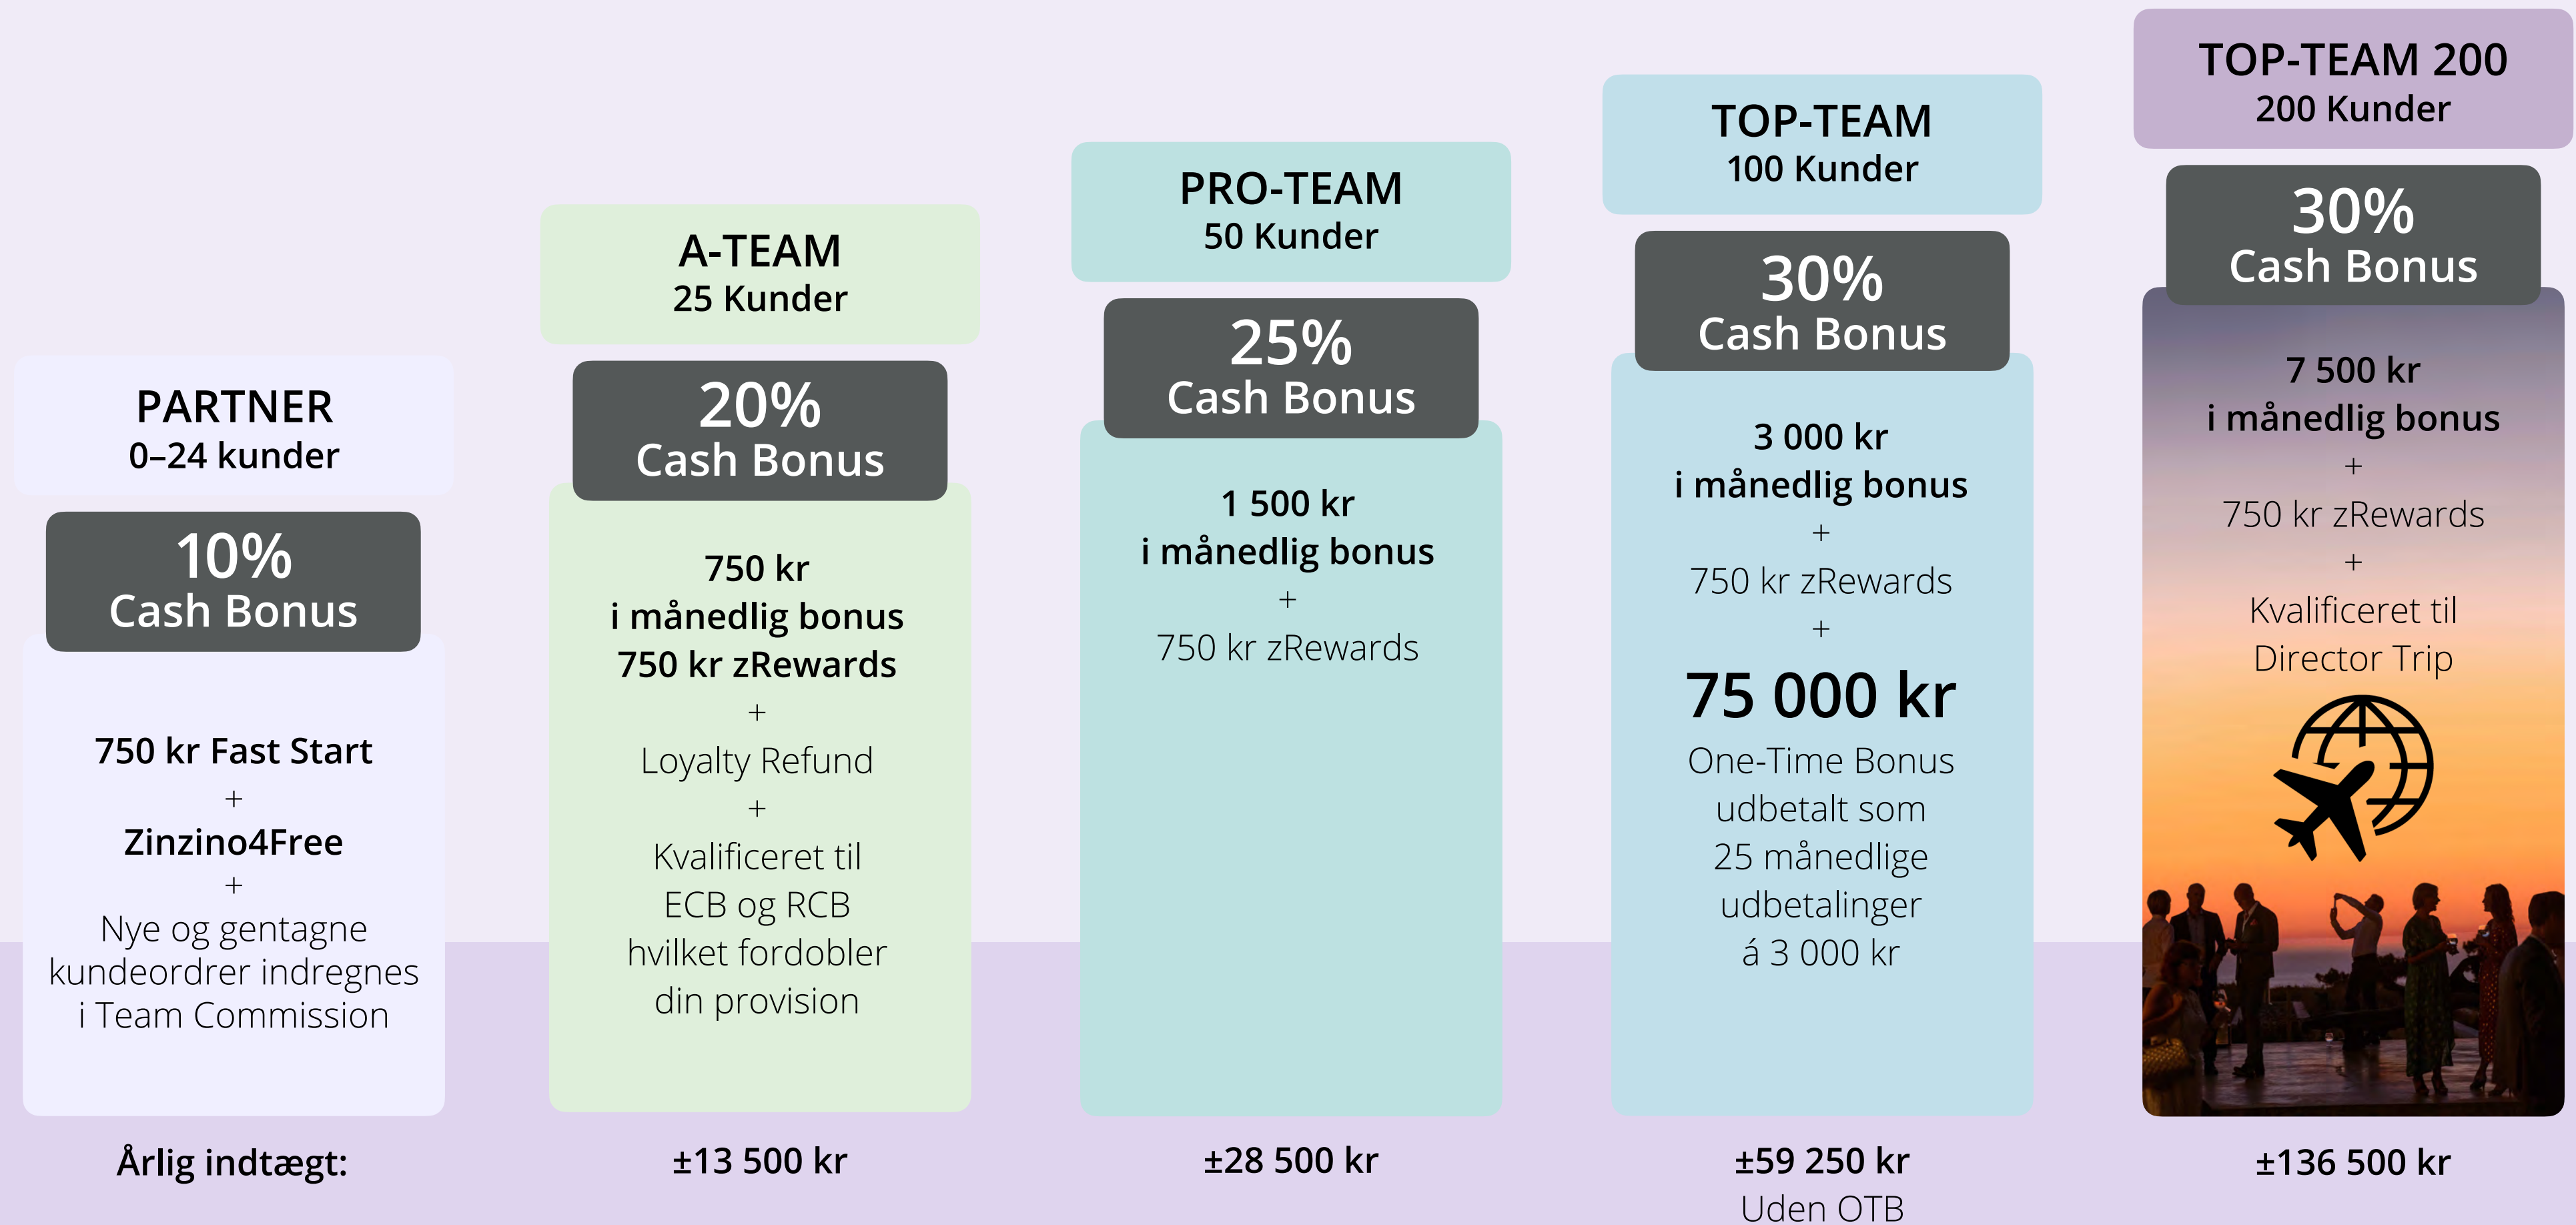 PARTNER
0–24 kunder
10%
Cash Bonus
750 kr Fast Start
+
Zinzino4Free
+
Nye og gentagne
kundeordrer indregnes
i Team Commission
Årlig indtægt:
A-TEAM
25 Kunder
20%
Cash Bonus
750 kr
i månedlig bonus
750 kr zRewards
+
Loyalty Refund
+
Kvalificeret til
ECB og RCB
hvilket fordobler
din provision
±13 500 kr
PRO-TEAM
50 Kunder
25%
Cash Bonus
1 500 kr
i månedlig bonus
+
750 kr zRewards
±28 500 kr
TOP-TEAM
100 Kunder
30%
Cash Bonus
3 000 kr
i månedlig bonus
+
750 kr zRewards
+
75 000 kr
One-Time Bonus
udbetalt som
25 månedlige
udbetalinger
á 3 000 kr
±59 250 kr
Uden OTB
TOP-TEAM 200
200 Kunder
30%
Cash Bonus
7 500 kr
i månedlig bonus
+
750 kr zRewards
+
Kvalificeret til
Director Trip
±136 500 kr